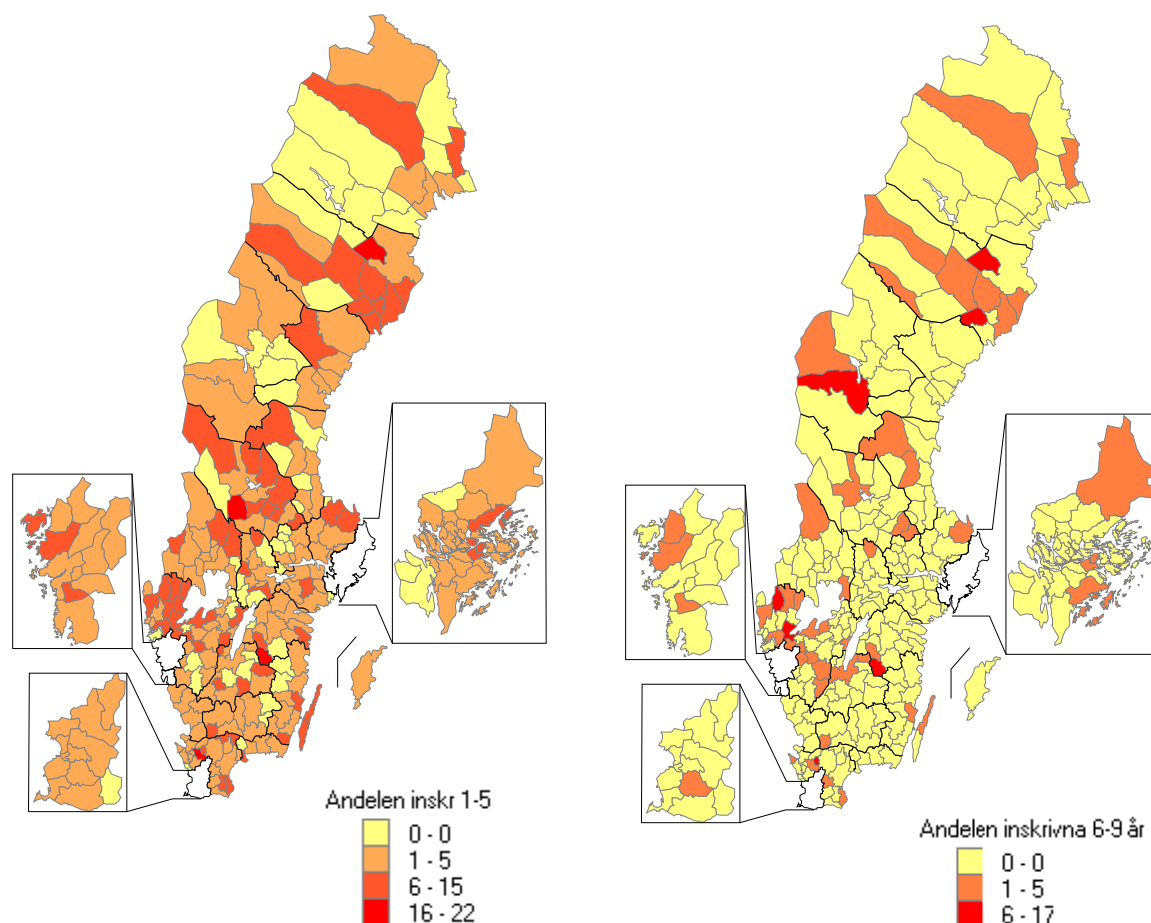 Andelen inskr 1-5
0 - 0
1 - 5
6 - 15
16 - 22
Andelen inskrivna 6-9 år
0 - 0
1 - 5
6 - 17